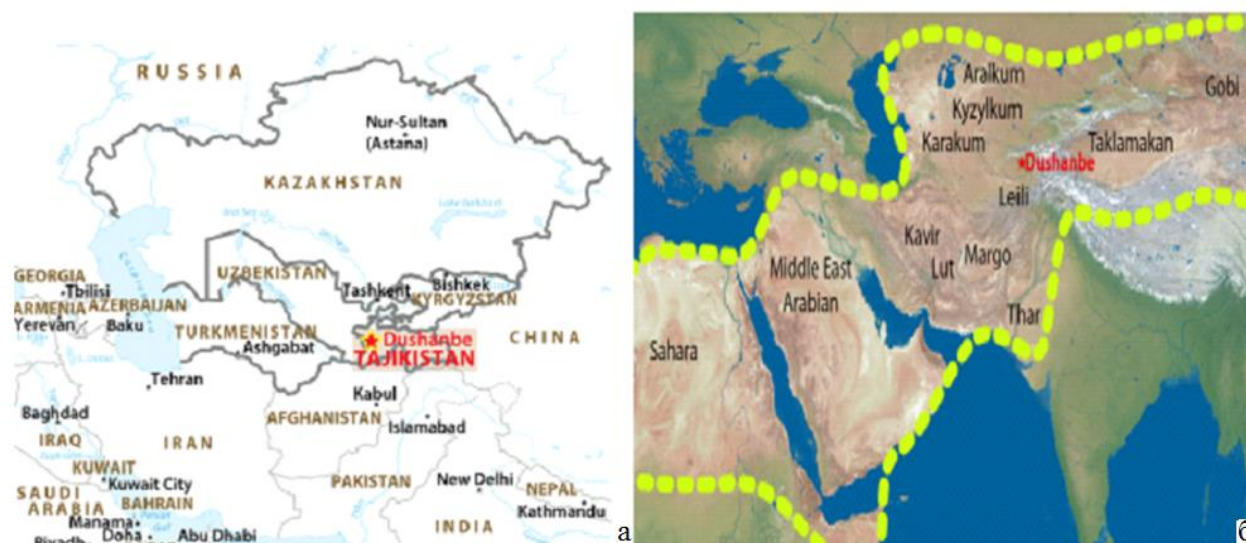 RUSSIA
Nur-Sultan
(Astana)
KAZAKHSTAN
GEORGIA
Tbilisi
ARMENIA
AZERBAIJAN
Yerevan
Baku
UZBEKISTAN
Tashkent
Bishkek
KYRGYZSTAN
TURKMENISTAN
Ashgabat
Dushanbe
TAJIKISTAN
CHINA
Tehran
Kabul
AFGHANISTAN
Islamabad
Baghdad
IRAQ
IRAN
KUWAIT
Kuwait City
PAKISTAN
New Delhi
NEPAL
Kathmandu
SAUDI
ARABIA
BAHRAIN
Manama
Doha
Abu Dhabi
INDIA
а
Aralkum
Gobi
Kyzylkum
Karakum
Taklamakan
Dushanbe
Leili
Kavir
Margo
Lut
Middle East
Arabian
Thar
Sahara
б